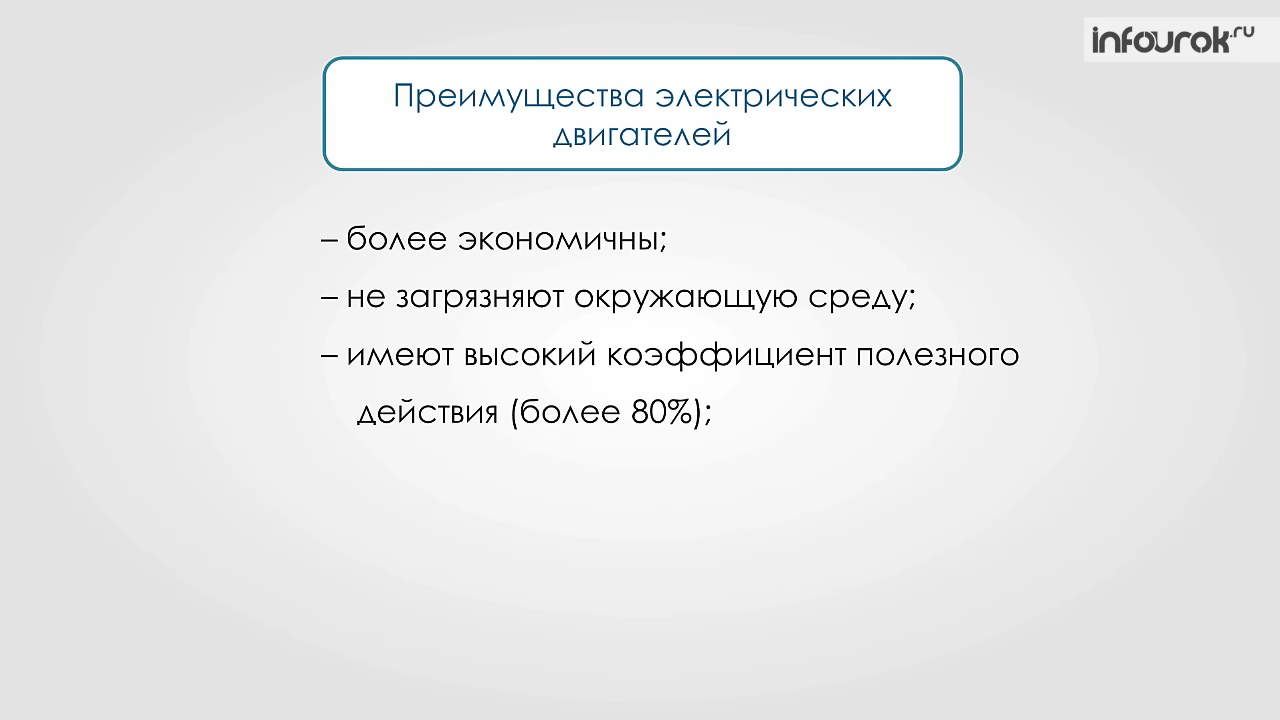 infourok.ru
Преимущества электрических
двигателей
– более экономичны;
– не загрязняют окружающую среду;
– имеют высокий коэффициент полезного
действия (более 80%);